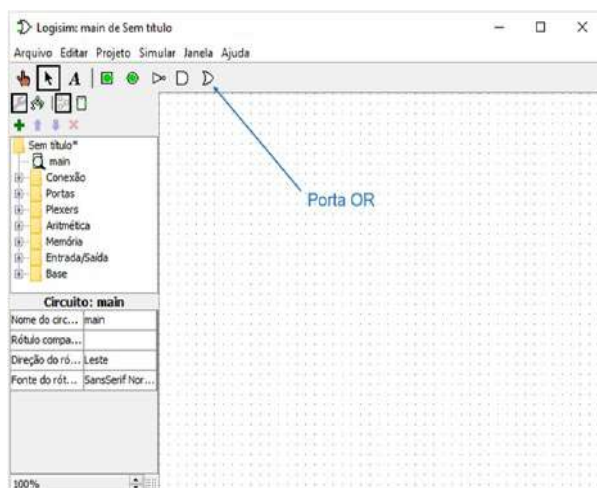 Logisim: main de Sem título
Arquivo Editar Projeto Simular Janela Ajuda
A
Sem título*
main
Conexão
Portas
Plexers
Aritmética
Memória
Entrada/Saída
Base
Circuito: main
Nome do circ... main
Rótulo compa...
Direção do ró... Leste
Fonte do rót... SansSerif Nor...
100%
Porta OR